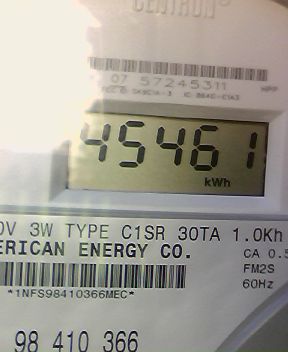 CENTRON®
07 57245311
45461
kWh
0V 3W TYPE C1SR 30TA 1.0Kh
ERICAN ENERGY CO.
CA 0.5
FM2S
*1NFS98410366MEC*
60Hz
98 410 366